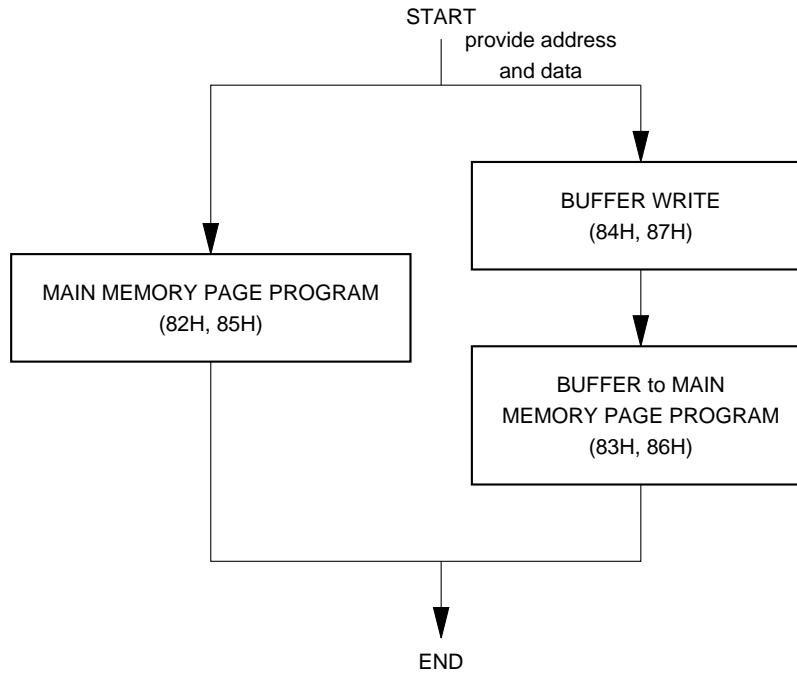 START
provide address
and data
BUFFER WRITE
(84H, 87H)
MAIN MEMORY PAGE PROGRAM
(82H, 85H)
BUFFER to MAIN
MEMORY PAGE PROGRAM
(83H, 86H)
END